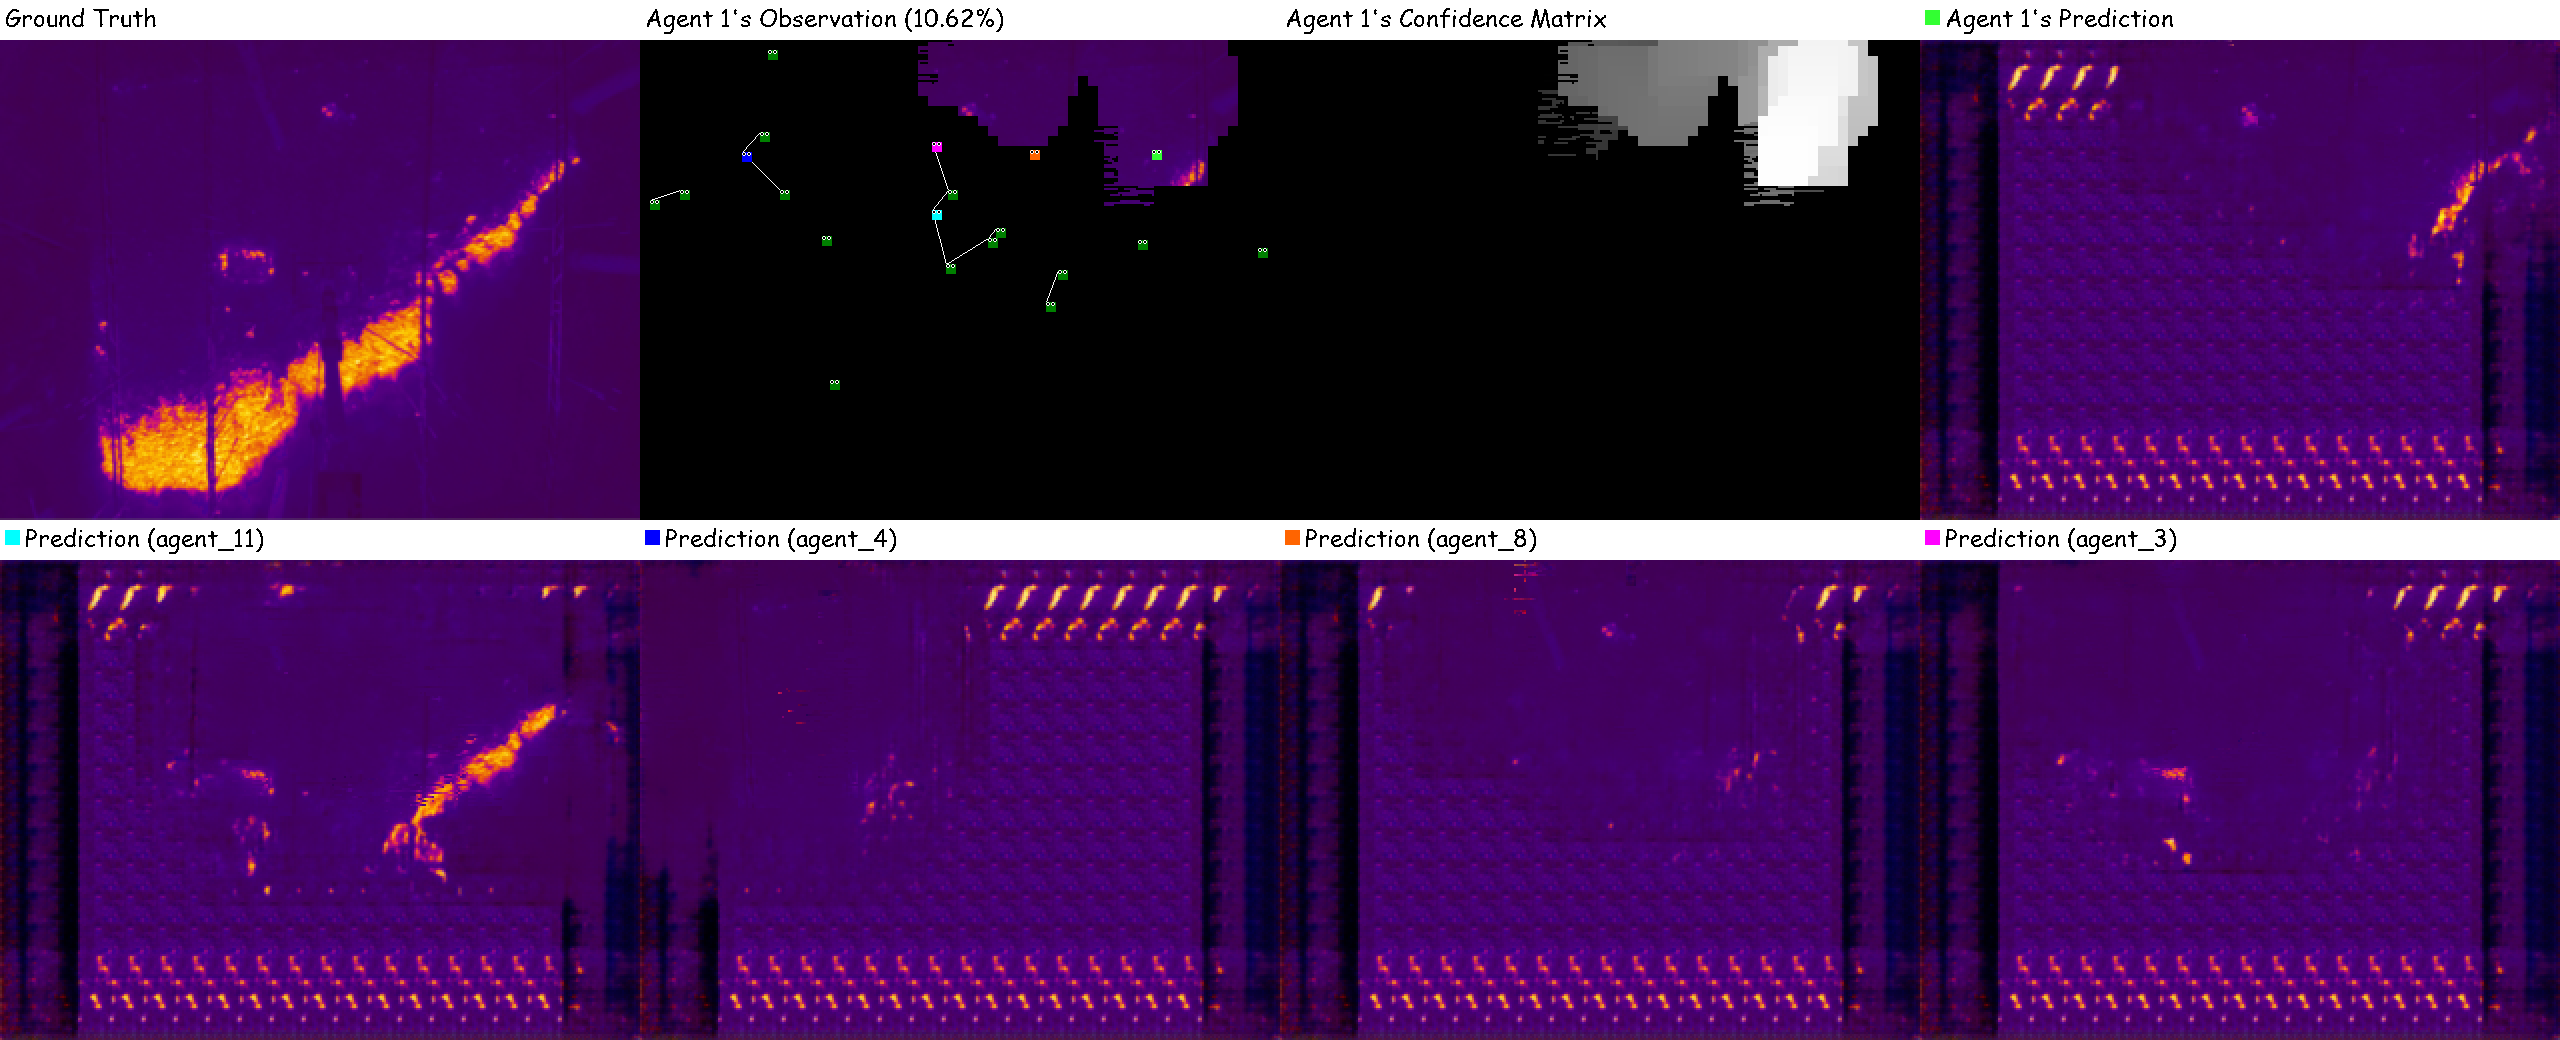 Ground Truth
Agent 1's Observation (10.62%)
Agent 1's Confidence Matrix
Agent 1's Prediction
Prediction (agent_11)
Prediction (agent_4)
Prediction (agent_8)
Prediction (agent_3)